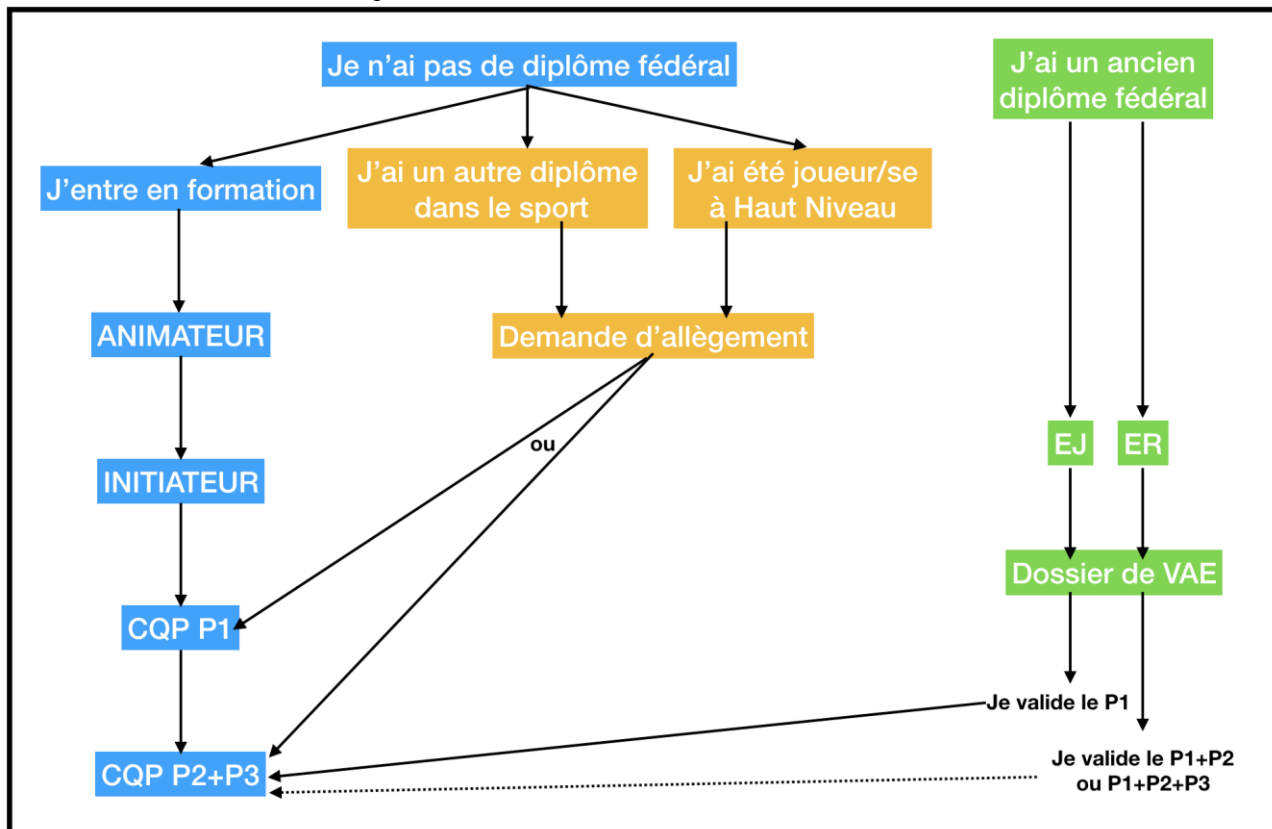 Je n'ai pas de diplôme fédéral
J'ai un ancien
diplôme fédéral
J'entre en formation
J'ai un autre diplôme
dans le sport
J'ai été joueur/se
à Haut Niveau
ANIMATEUR
Demande d'allègement
ou
EJ
ER
INITIATEUR
Dossier de VAE
CQP P1
Je valide le P1
CQP P2+P3
Je valide le P1+P2
ou P1+P2+P3